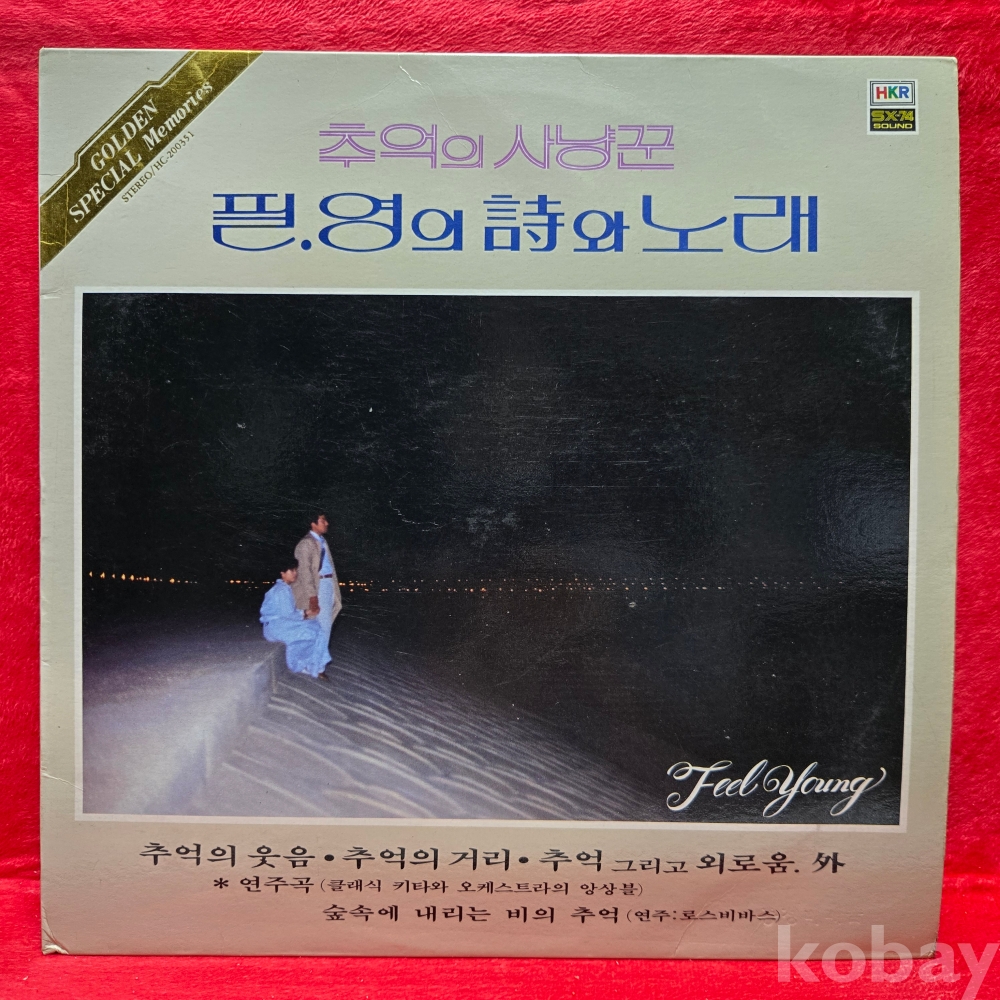 GOLDEN
SPECIAL Memories
STEREO/HC-200351
HKR
SX-74
SOUND
추억의 사냥꾼
필.영의 詩와 노래
Feel Young
추억의 웃음 • 추억의 거리 • 추억 그리고 외로움. 外
* 연주곡 (클래식 키타와 오케스트라의 앙상블)
숲속에 내리는 비의 추억 (연주:로스비바스)
kobay